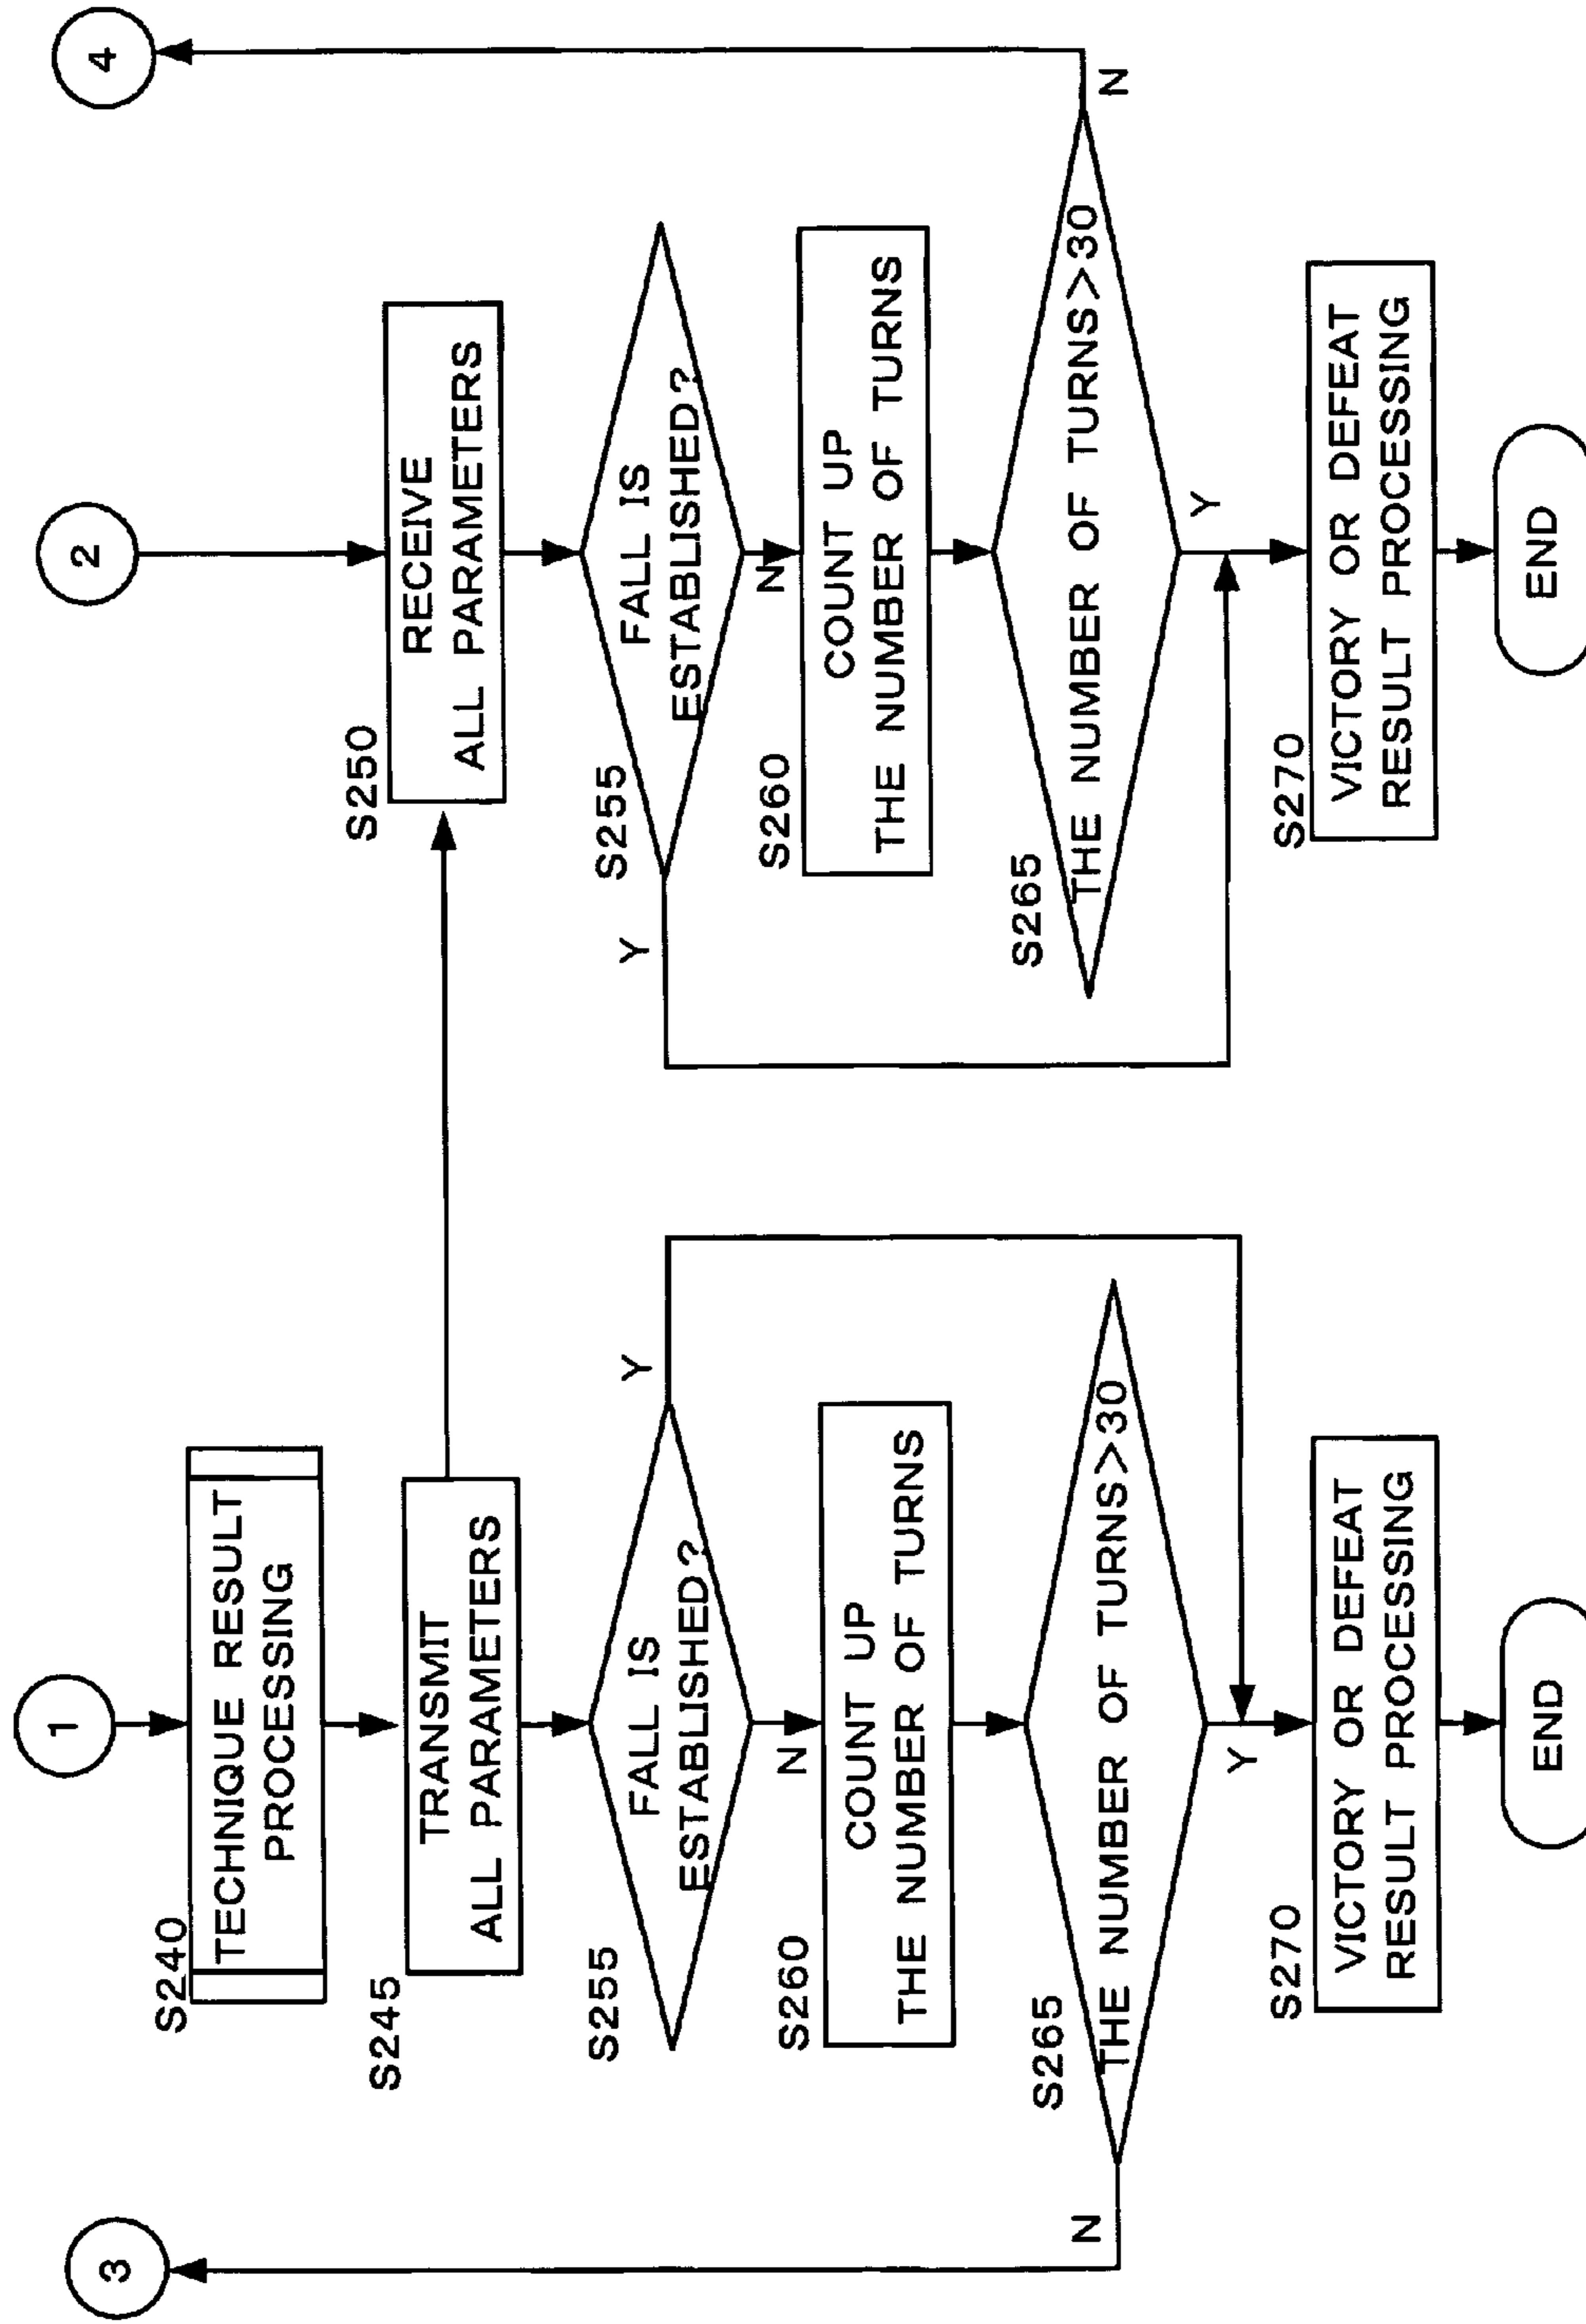 3
1
S240
TECHNIQUE RESULT
PROCESSING
S245
TRANSMIT
ALL PARAMETERS
S255
FALL IS
ESTABLISHED?
Y
N
S260
COUNT UP
THE NUMBER OF TURNS
S265
THE NUMBER OF TURNS>30
N
Y
S270
VICTORY OR DEFEAT
RESULT PROCESSING
END
4
2
S250
RECEIVE
ALL PARAMETERS
S255
FALL IS
ESTABLISHED?
Y
N
S260
COUNT UP
THE NUMBER OF TURNS
S265
THE NUMBER OF TURNS>30
N
Y
S270
VICTORY OR DEFEAT
RESULT PROCESSING
END